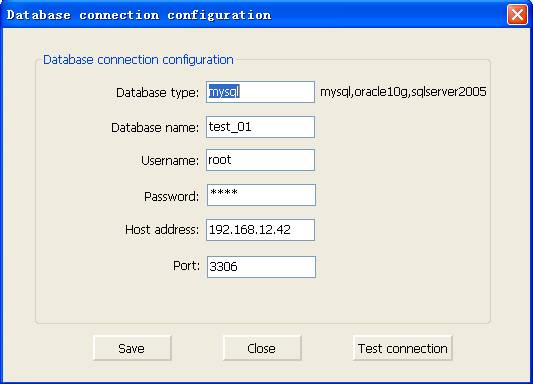 Database connection configuration
Database connection configuration
Database type: mysql mysql,oracle10g,sqlserver2005
Database name: test_01
Username: root
Password: ****
Host address: 192.168.12.42
Port: 3306
Save Close Test connection